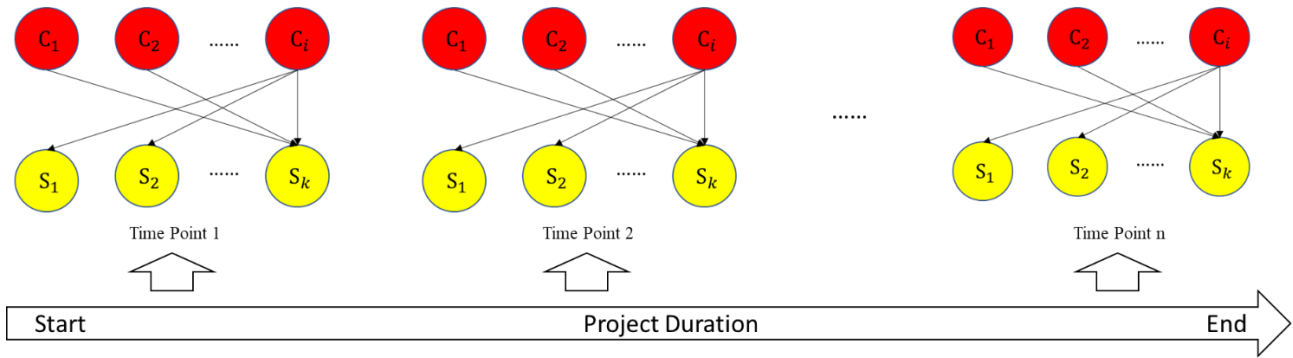 C₁ C₂ ...... Cᵢ C₁ C₂ ...... Cᵢ C₁ C₂ ...... Cᵢ
......
S₁ S₂ ...... Sₖ S₁ S₂ ...... Sₖ S₁ S₂ ...... Sₖ
Time Point 1 Time Point 2 Time Point n
Start Project Duration End